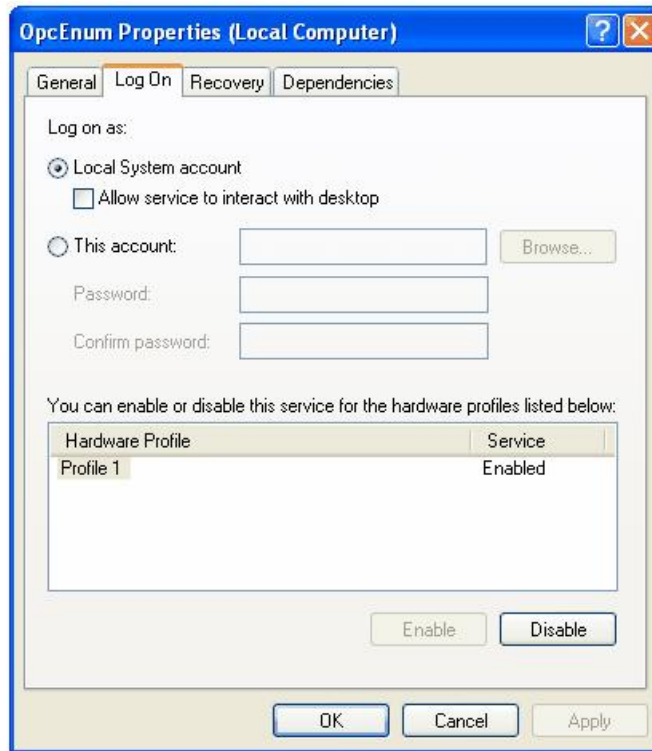 OpcEnum Properties (Local Computer)
General Log On Recovery Dependencies
Log on as:
Local System account
Allow service to interact with desktop
This account:
Browse...
Password:
Confirm password:
You can enable or disable this service for the hardware profiles listed below:
Hardware Profile Service
Profile 1 Enabled
Enable Disable
OK Cancel Apply